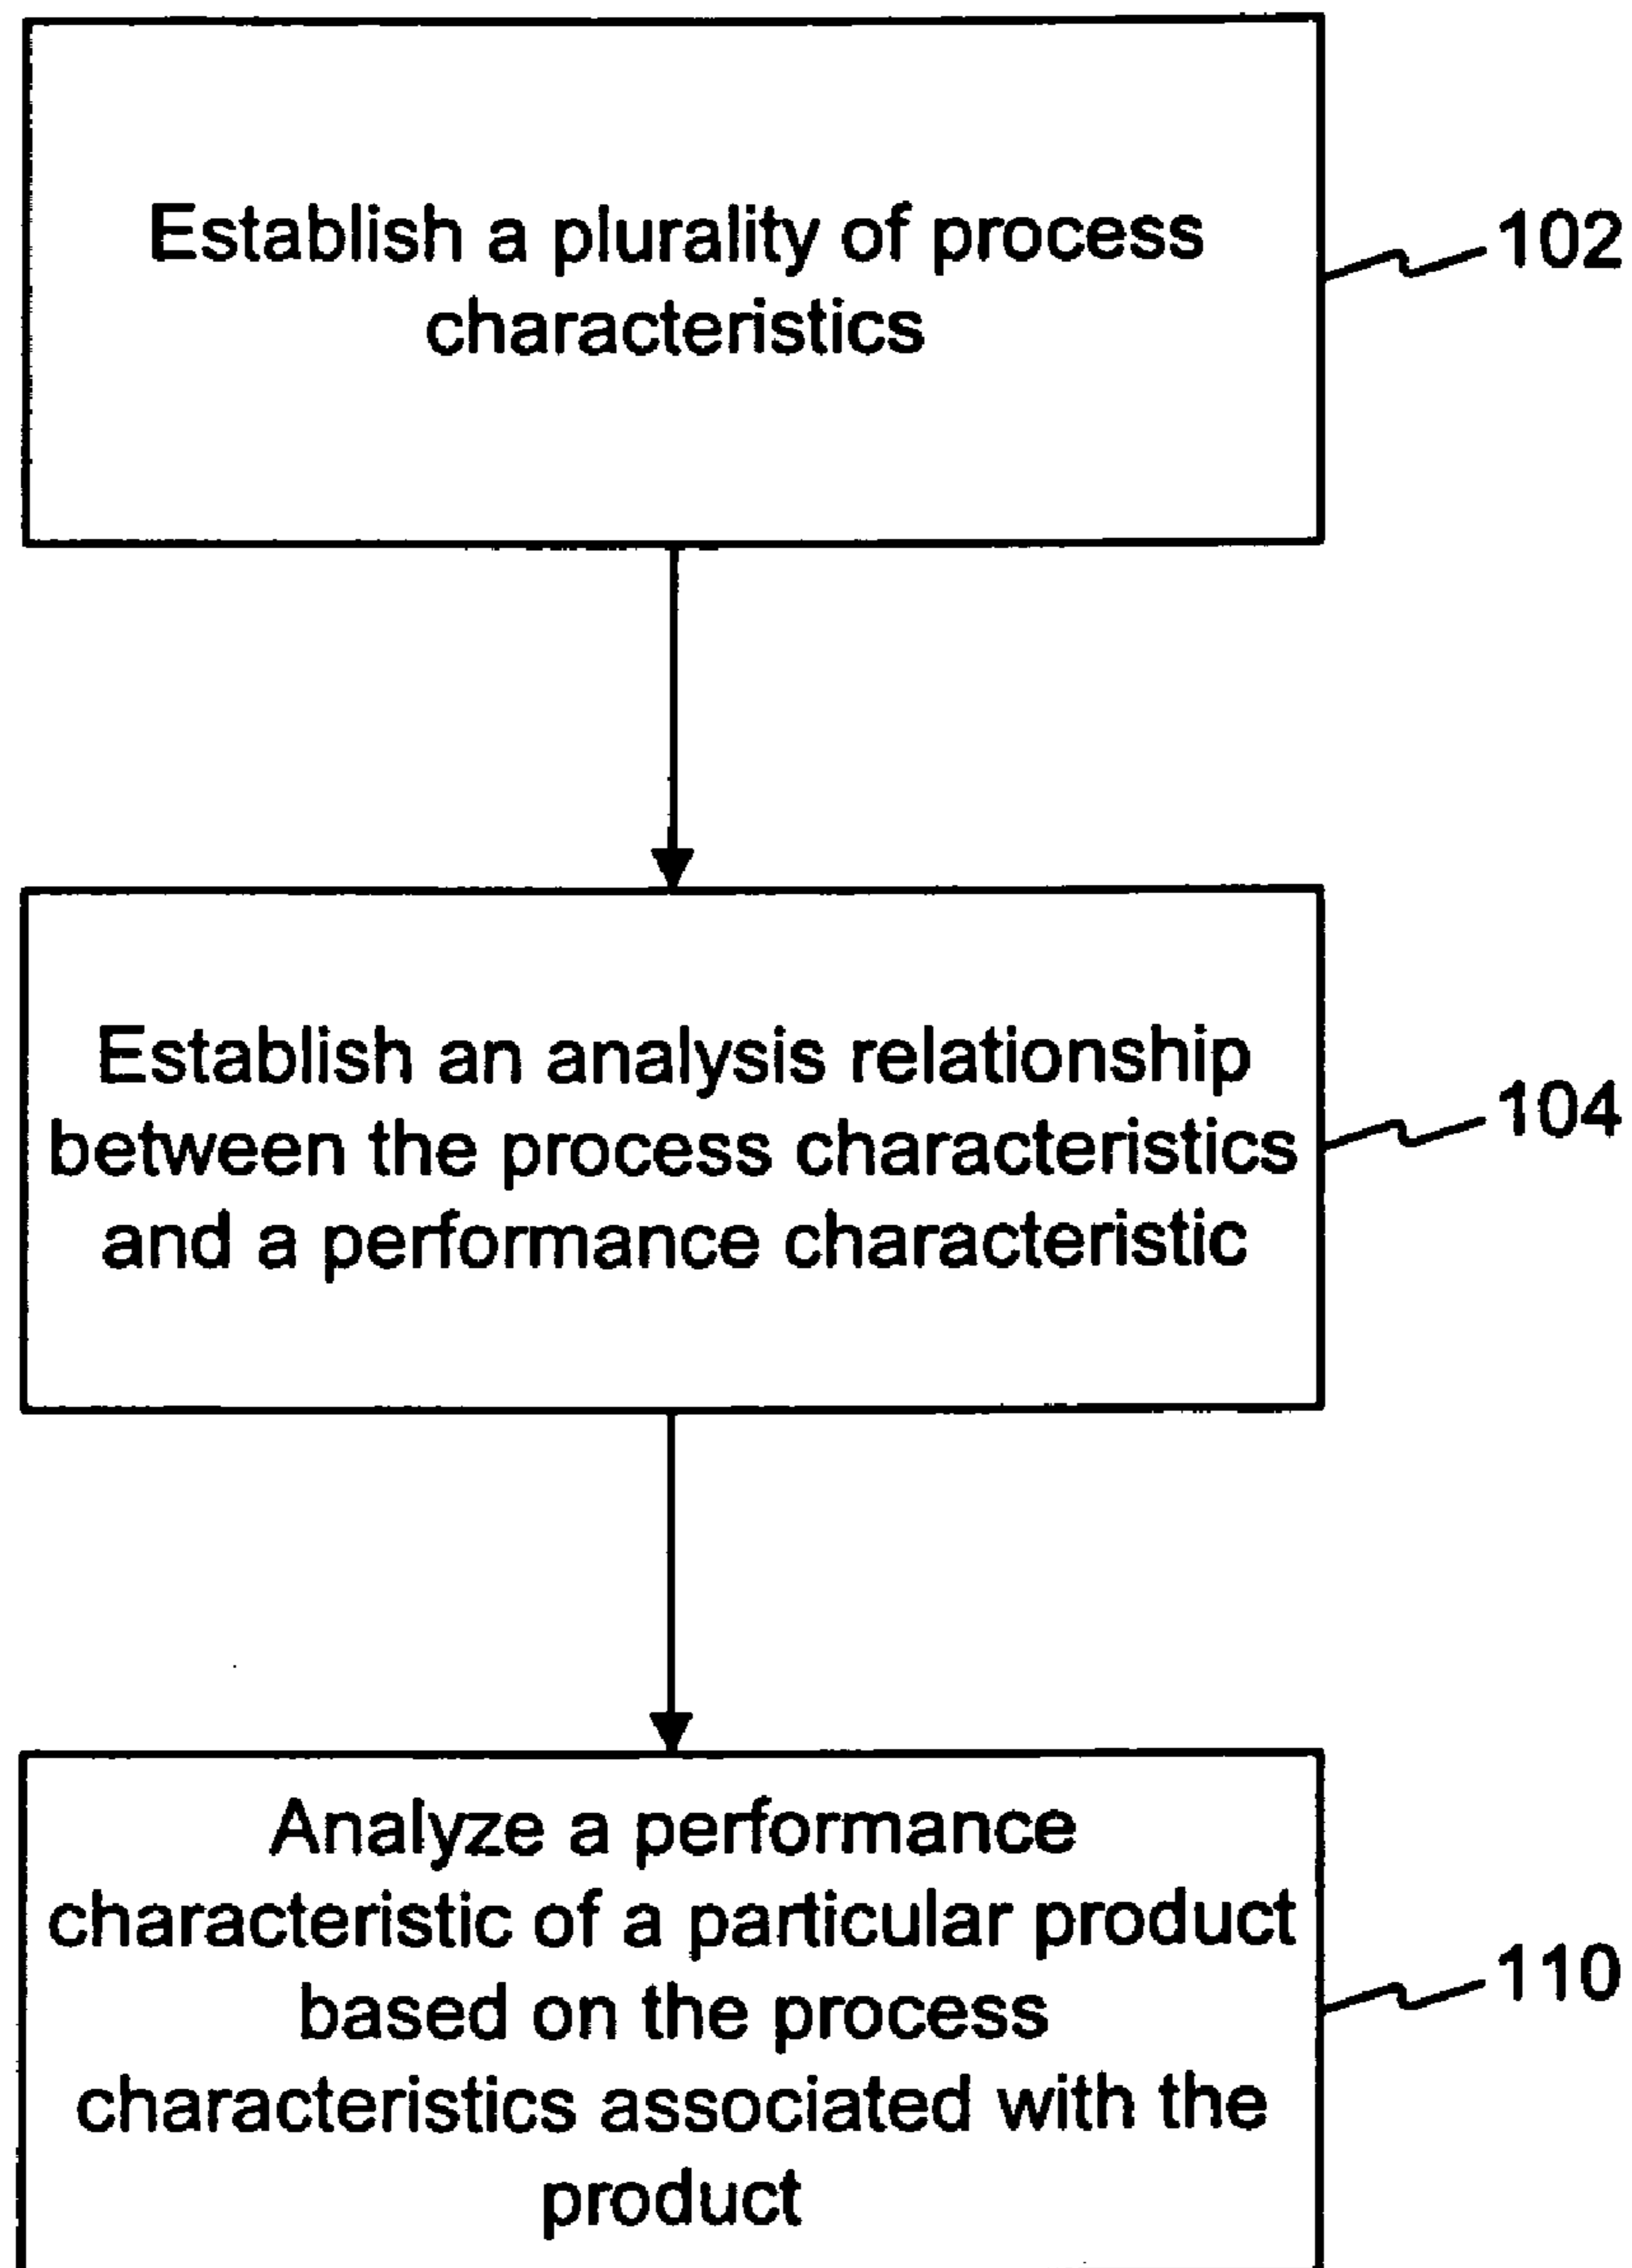 Establish a plurality of process
characteristics
102
Establish an analysis relationship
between the process characteristics
and a performance characteristic
104
Analyze a performance
characteristic of a particular product
based on the process
characteristics associated with the
product
110